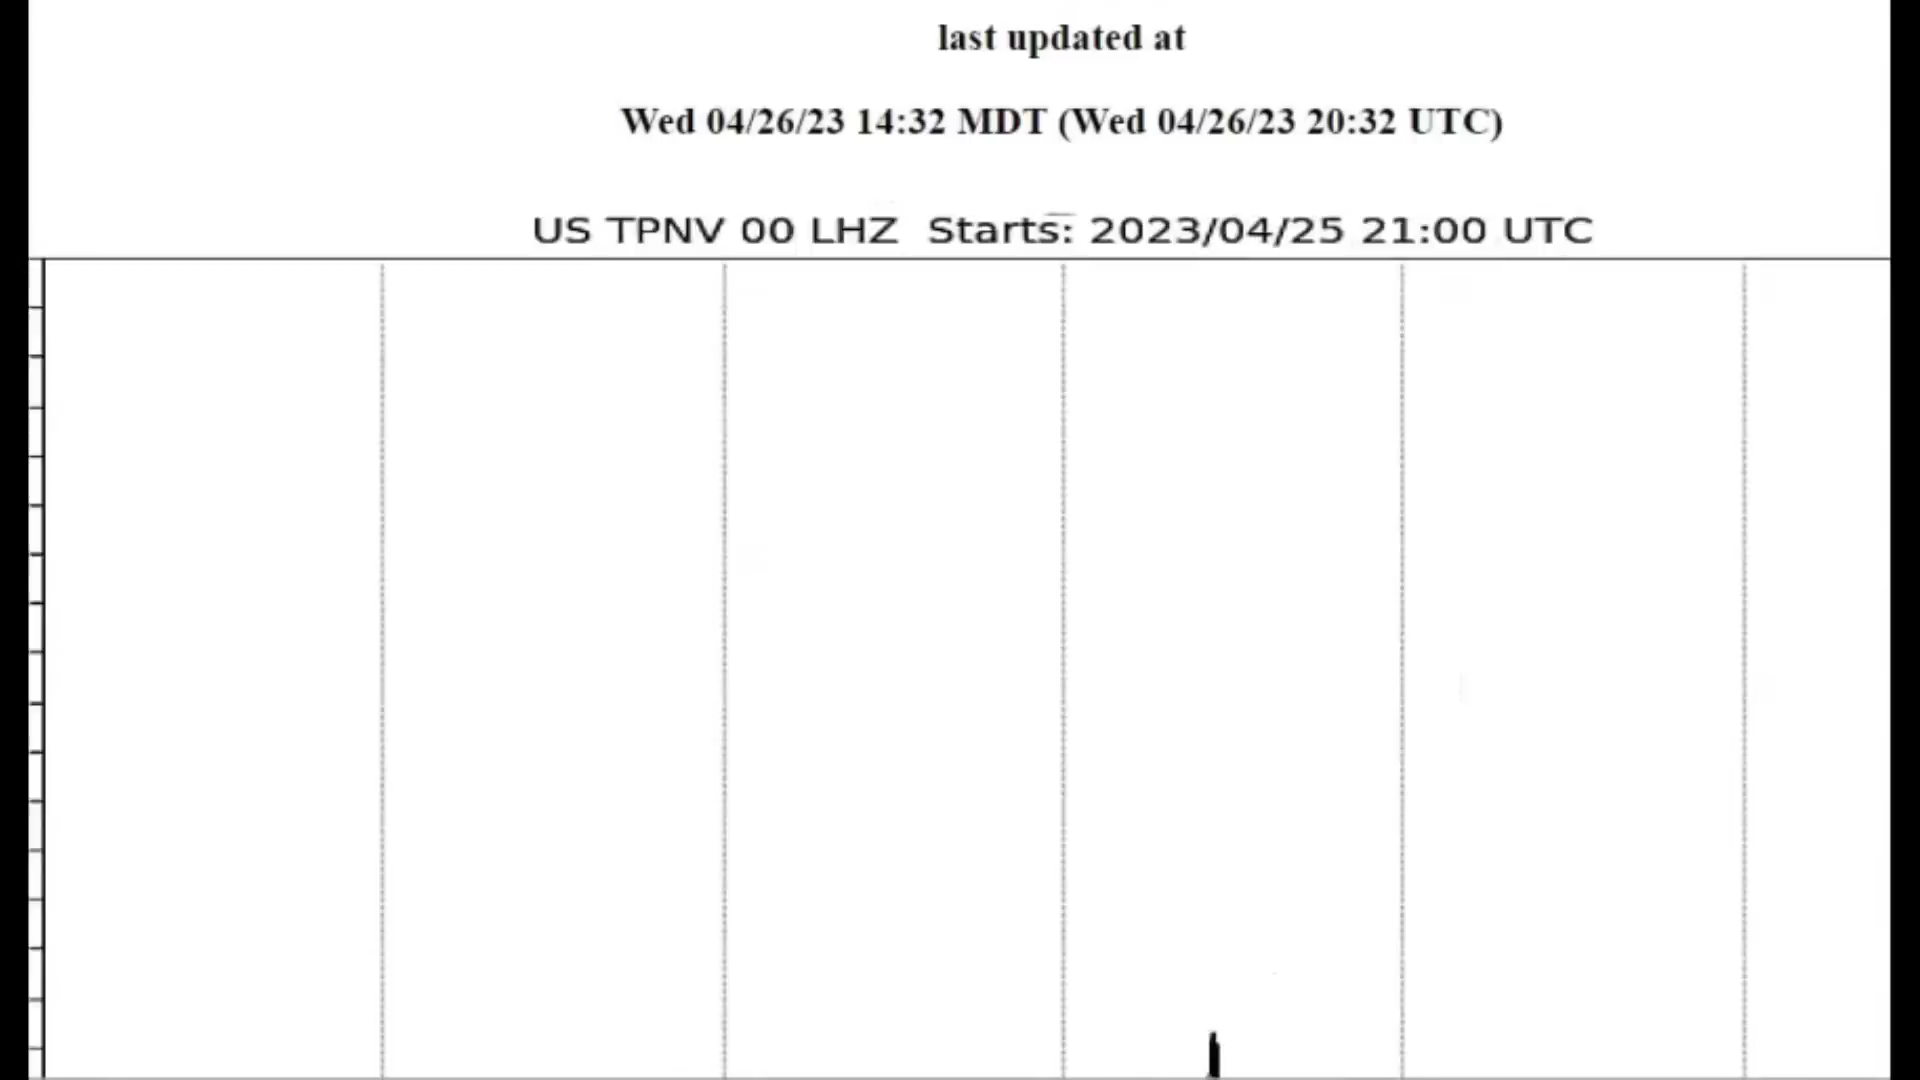 last updated at
Wed 04/26/23 14:32 MDT (Wed 04/26/23 20:32 UTC)
US TPNV 00 LHZ Starts: 2023/04/25 21:00 UTC